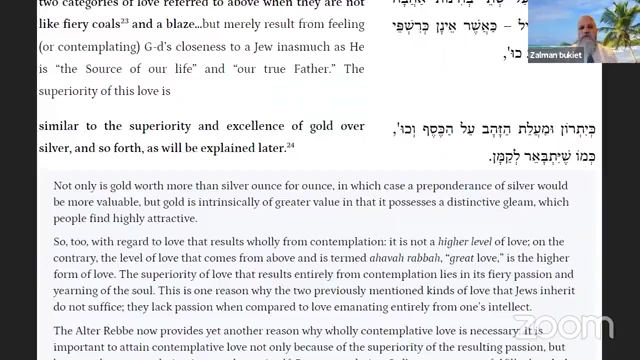 two categories of love referred to above when they are not
like fiery coals²³ and a blaze...but merely result from feeling
(or contemplating) G-d's closeness to a Jew inasmuch as He
is “the Source of our life” and “our true Father.” The
superiority of this love is
כַּאֲשֶׁר אֵינָן כְּרִשְׁפֵּי
כו',
Zalman bukiet
similar to the superiority and excellence of gold over
silver, and so forth, as will be explained later.²⁴
כְּיִתְרוֹן וּמַעֲלַת הַזָּהָב עַל הַכֶּסֶף וְכוּ',
כְּמוֹ שֶׁיִּתְבָּאֵר לְקַמָּן.
Not only is gold worth more than silver ounce for ounce, in which case a preponderance of silver would
be more valuable, but gold is intrinsically of greater value in that it possesses a distinctive gleam, which
people find highly attractive.
So, too, with regard to love that results wholly from contemplation: it is not a higher level of love; on the
contrary, the level of love that comes from above and is termed ahavah rabbah, “great love,” is the higher
form of love. The superiority of love that results entirely from contemplation lies in its fiery passion and
yearning of the soul. This is one reason why the two previously mentioned kinds of love that Jews inherit
do not suffice; they lack passion when compared to love emanating entirely from one's intellect.
The Alter Rebbe now provides yet another reason why wholly contemplative love is necessary. It is
important to attain contemplative love not only because of the superiority of the resulting passion, but
zoom